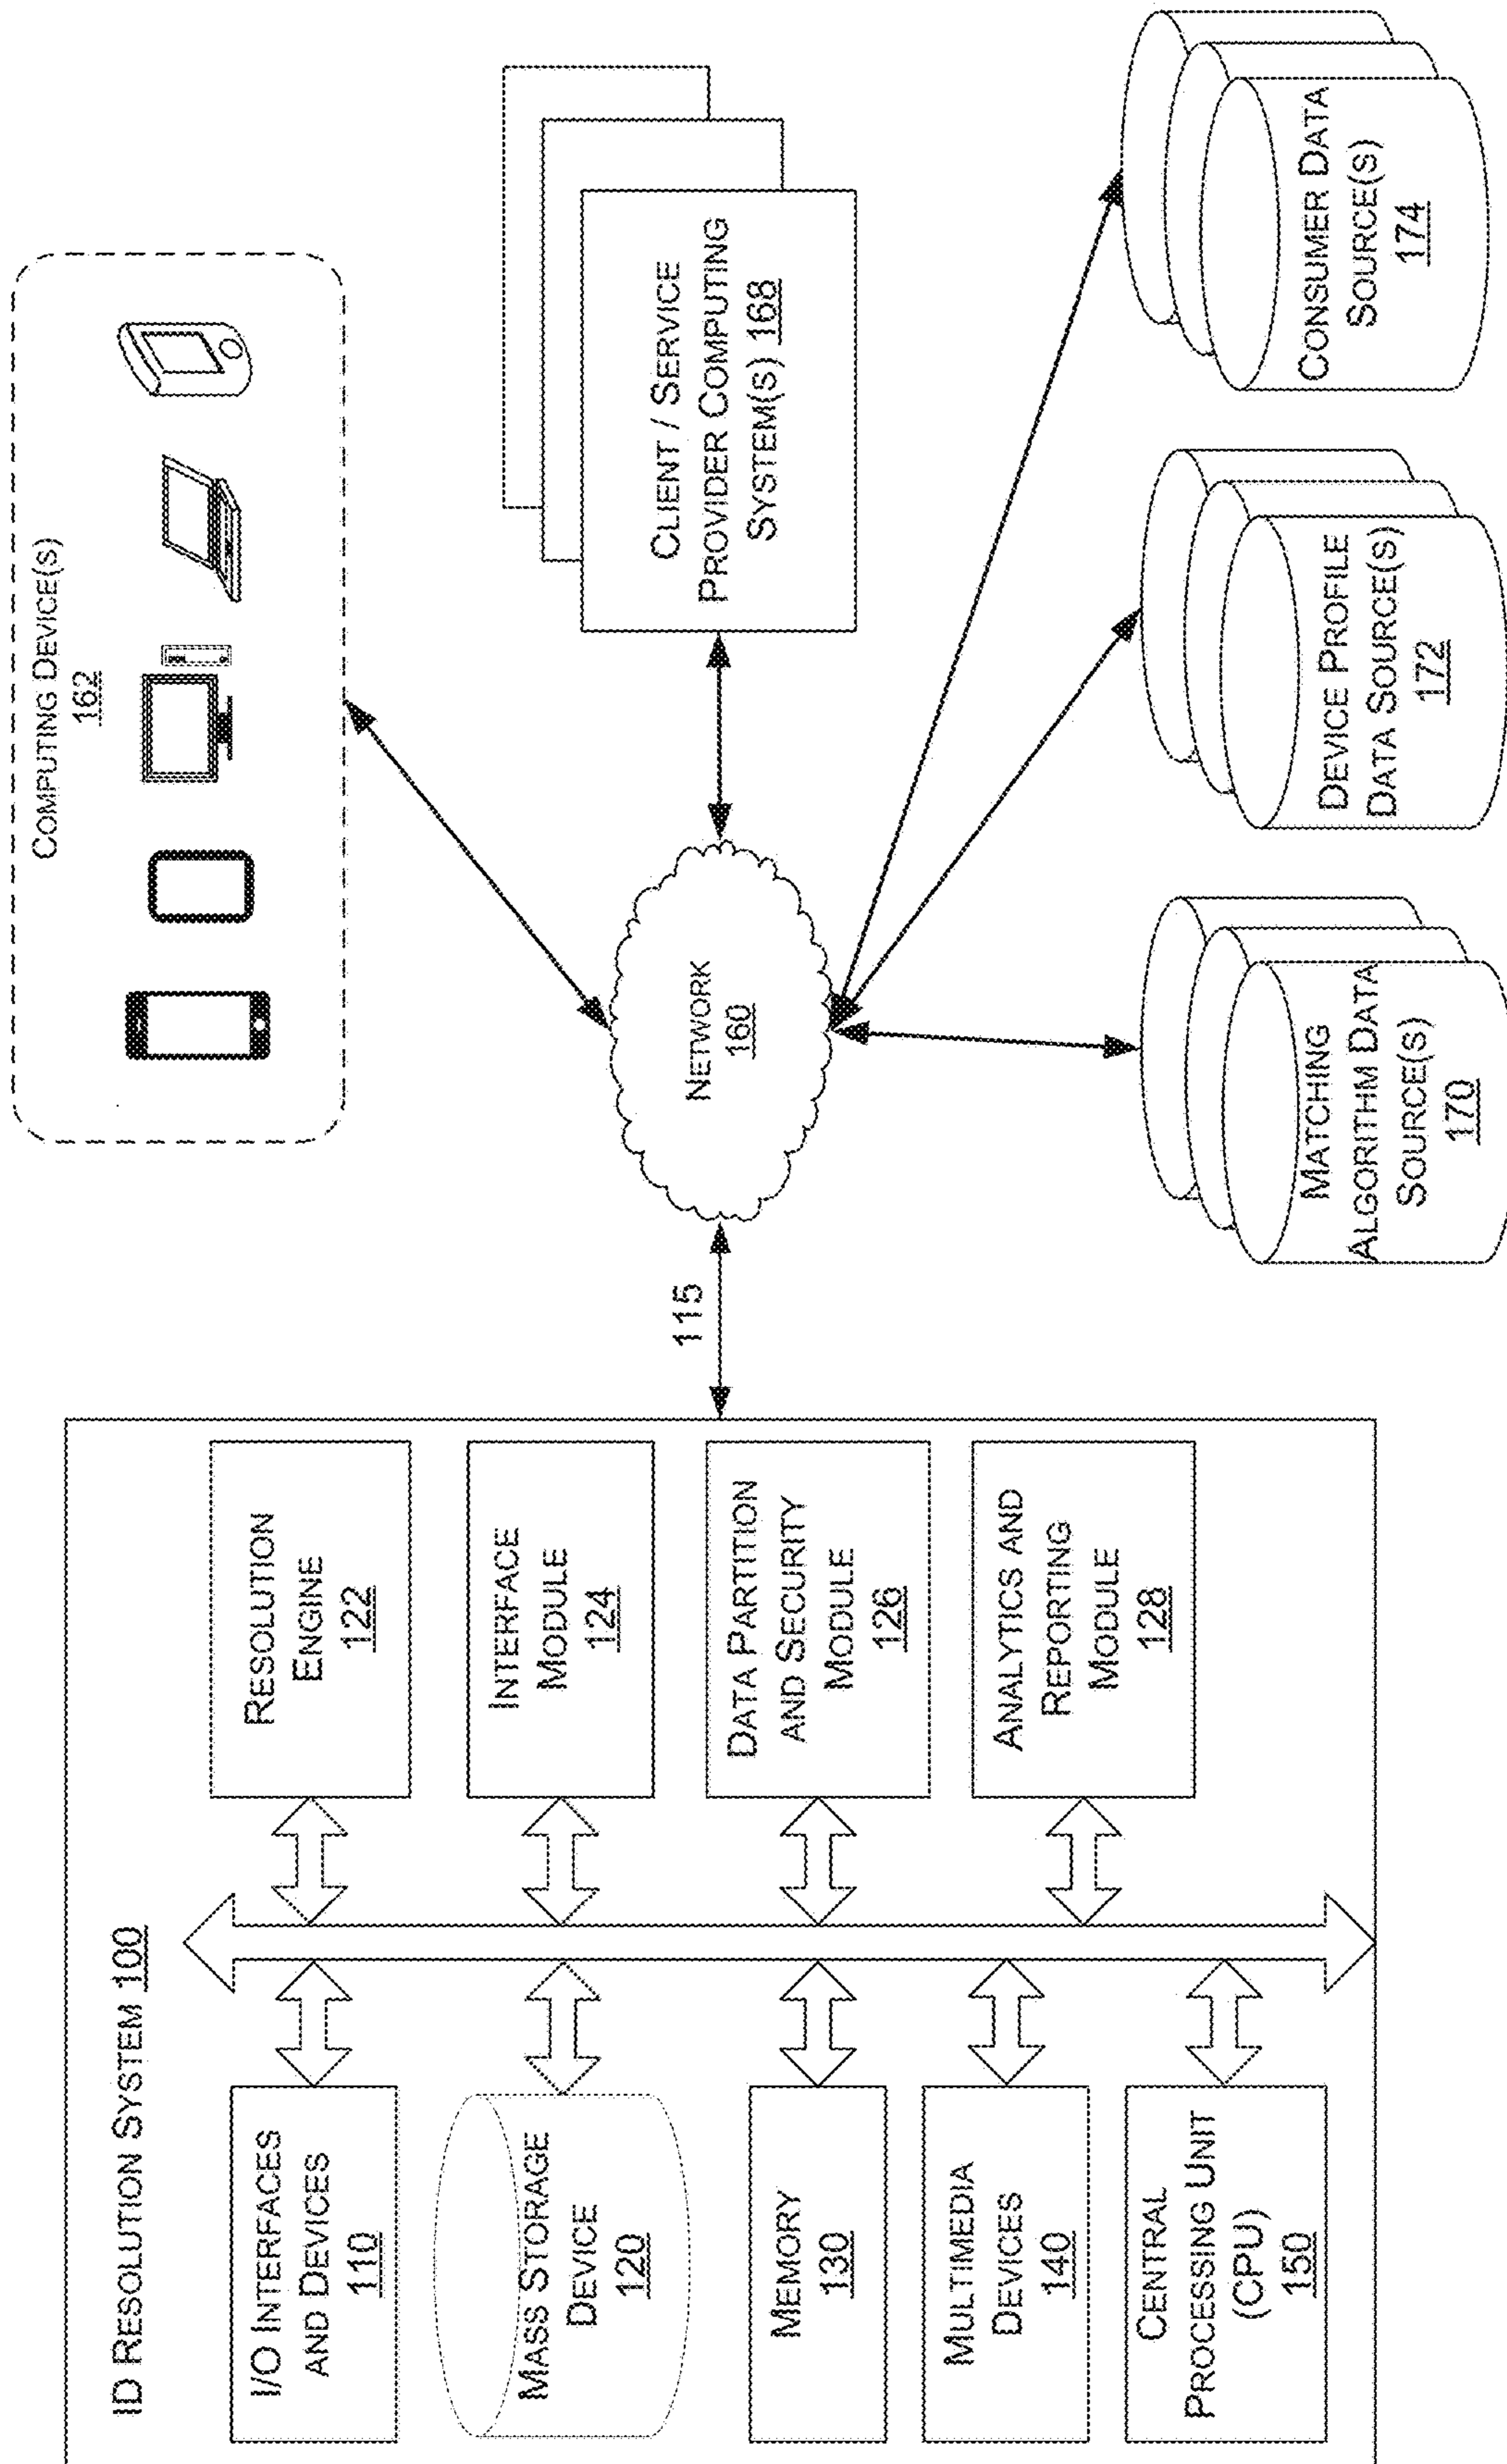 ID RESOLUTION SYSTEM 100
I/O INTERFACES
AND DEVICES
110
MASS STORAGE
DEVICE
120
MEMORY
130
MULTIMEDIA
DEVICES
140
CENTRAL
PROCESSING UNIT
(CPU)
150
RESOLUTION
ENGINE
122
INTERFACE
MODULE
124
DATA PARTITION
AND SECURITY
MODULE
126
ANALYTICS AND
REPORTING
MODULE
128
115
NETWORK
160
COMPUTING DEVICE(S)
162
CLIENT / SERVICE
PROVIDER COMPUTING
SYSTEM(S) 168
MATCHING
ALGORITHM DATA
SOURCE(S)
170
DEVICE PROFILE
DATA SOURCE(S)
172
CONSUMER DATA
SOURCE(S)
174